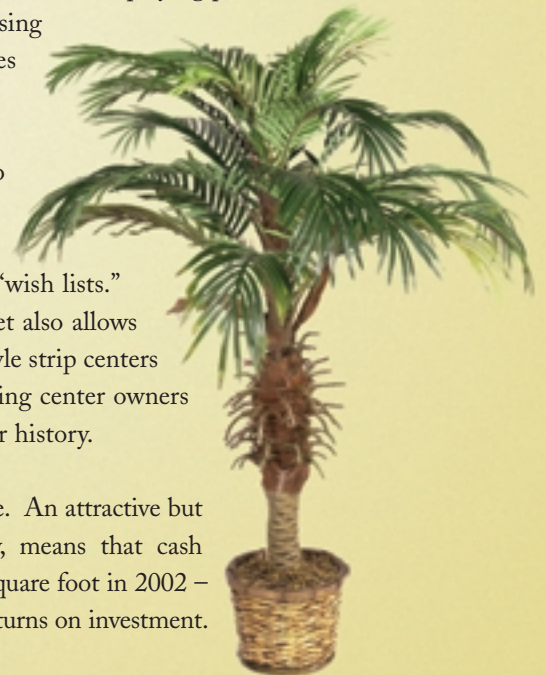 sing
es
“wish lists.”
et also allows
yle strip centers
ing center owners
r history.
e. An attractive but
, means that cash
quare foot in 2002 –
turns on investment.